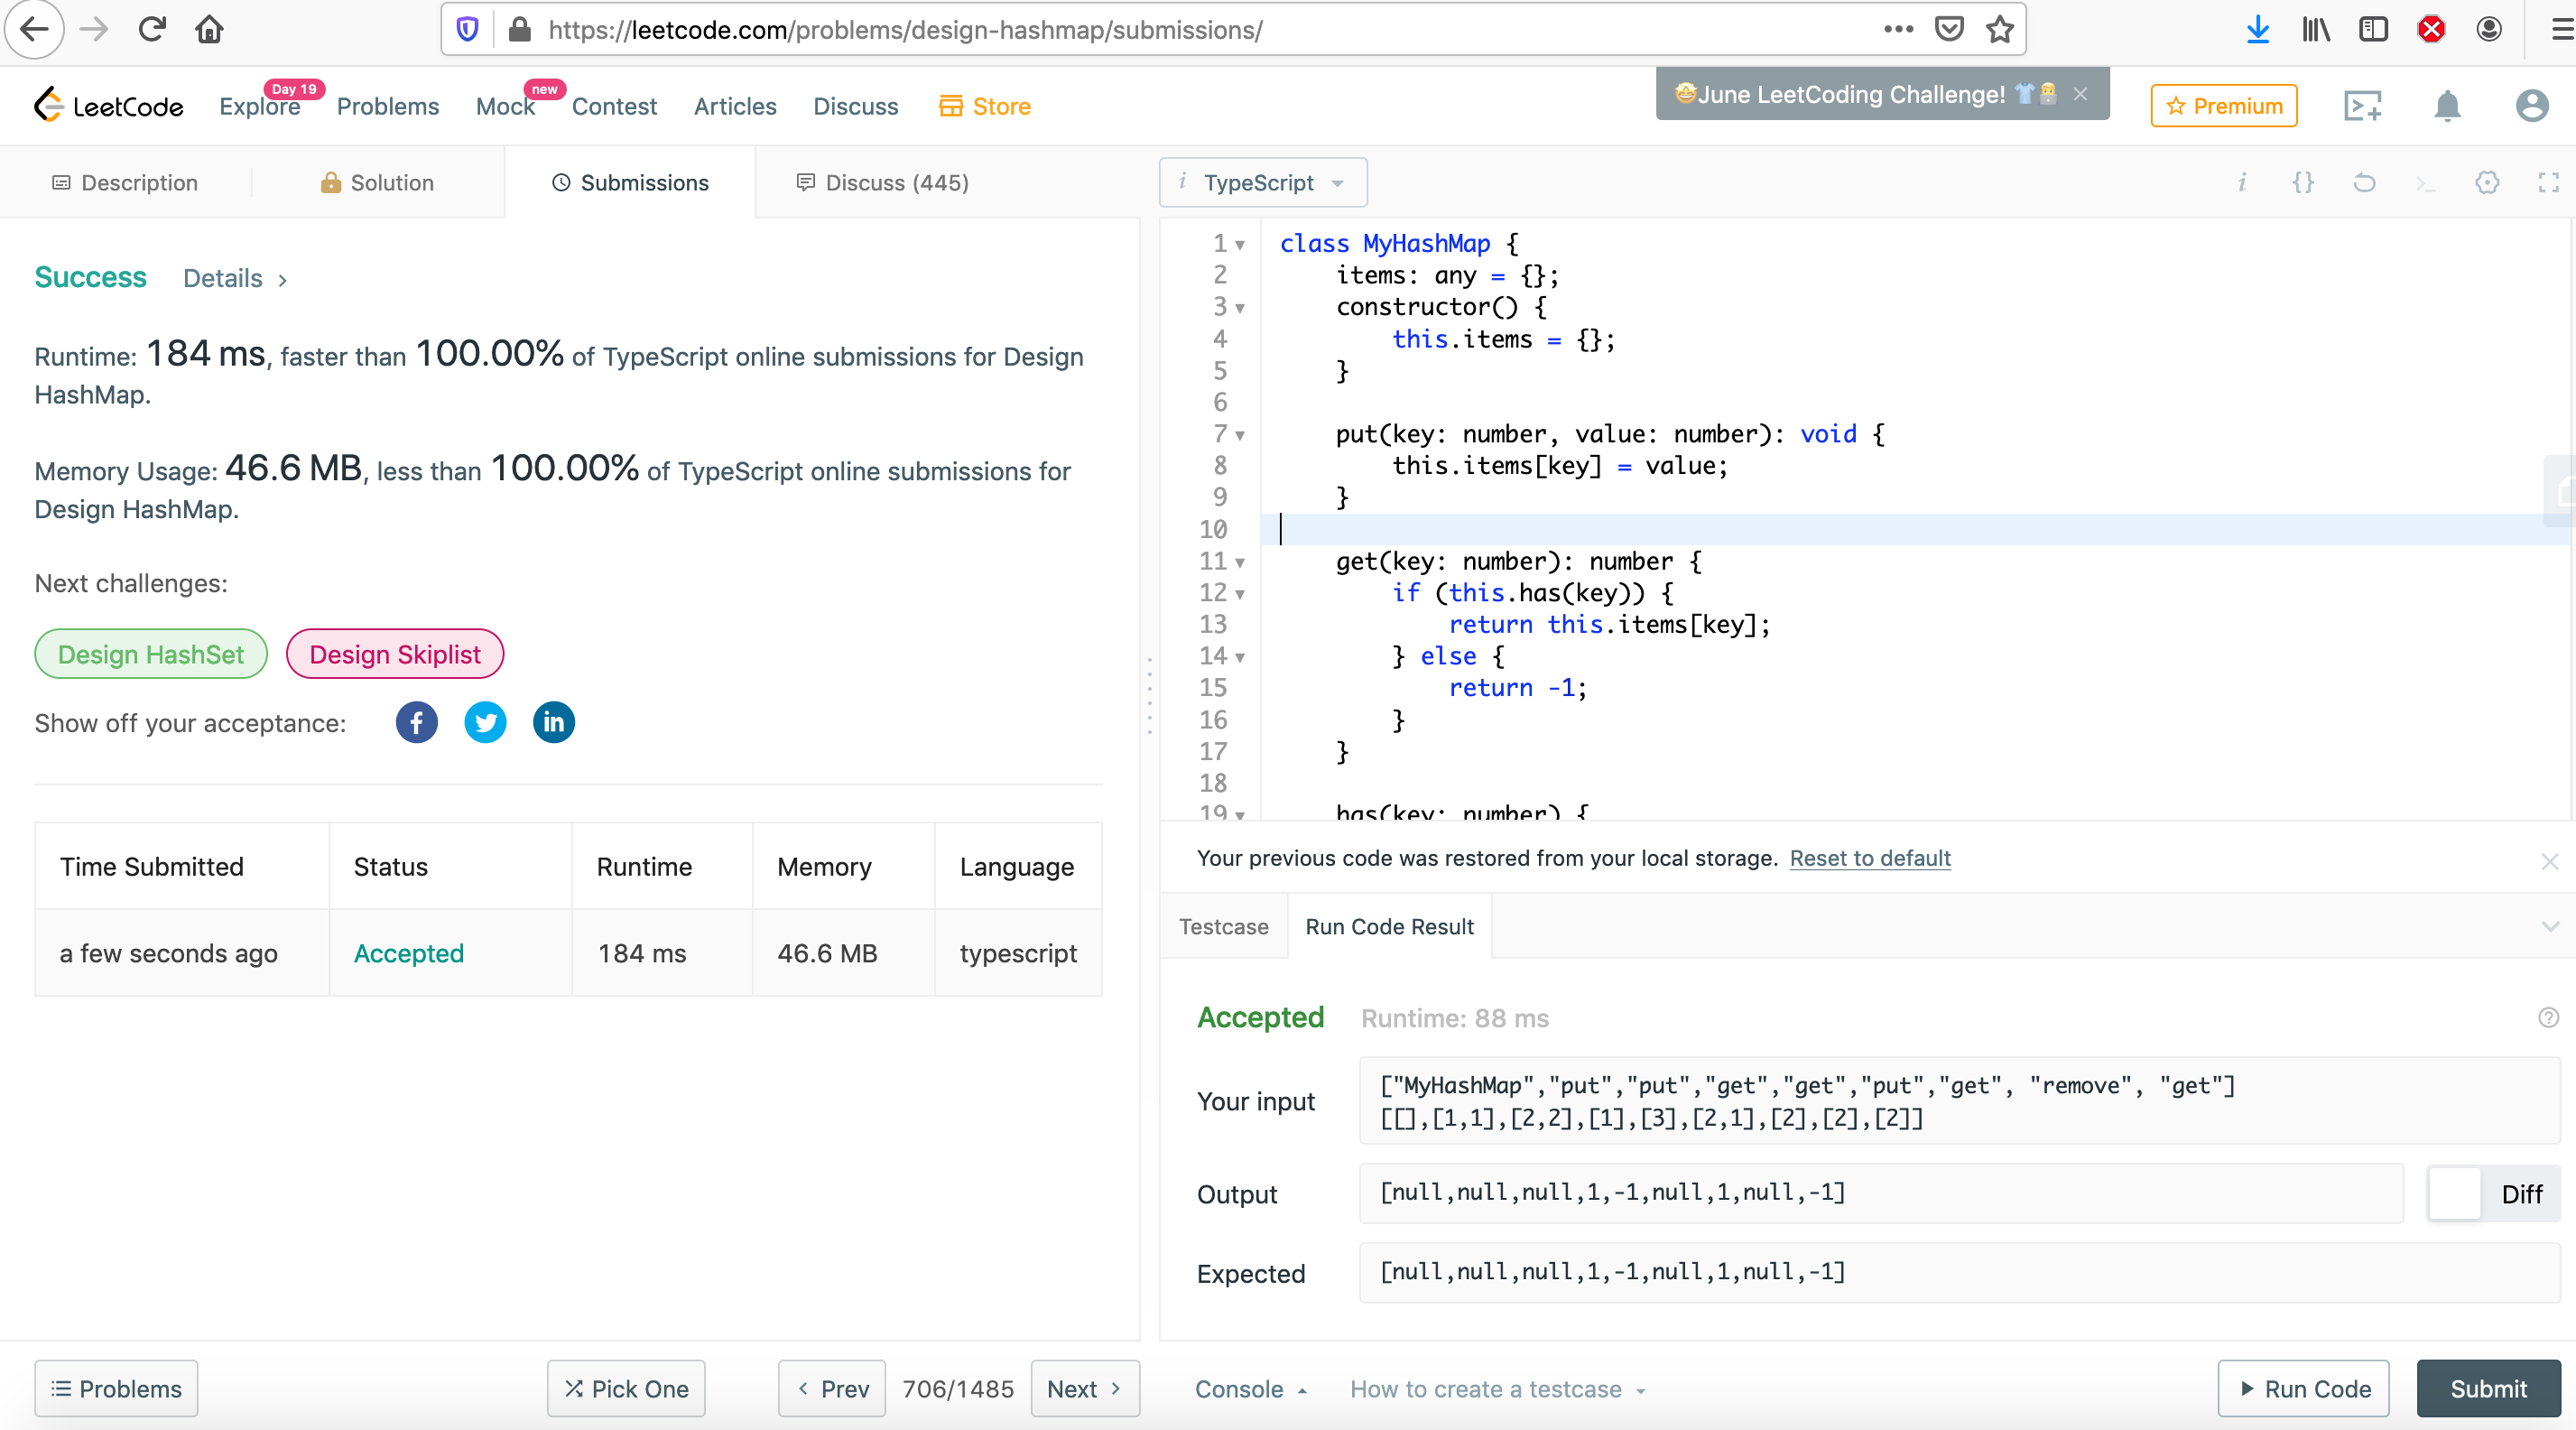 https://leetcode.com/problems/design-hashmap/submissions/
LeetCode
Explore
Day 19
Problems
Mock
new
Contest
Articles
Discuss
Store
🤩June LeetCoding Challenge! 👕👨‍💻
Premium
Description
Solution
Submissions
Discuss (445)
Success Details >
Runtime: 184 ms, faster than 100.00% of TypeScript online submissions for Design
HashMap.
Memory Usage: 46.6 MB, less than 100.00% of TypeScript online submissions for
Design HashMap.
Next challenges:
Design HashSet
Design Skiplist
Show off your acceptance:
Time Submitted Status Runtime Memory Language
a few seconds ago Accepted 184 ms 46.6 MB typescript
Problems
Pick One
< Prev
706/1485
Next >
i TypeScript
1 class MyHashMap {
2     items: any = {};
3     constructor() {
4         this.items = {};
5     }
6
7     put(key: number, value: number): void {
8         this.items[key] = value;
9     }
10
11     get(key: number): number {
12         if (this.has(key)) {
13             return this.items[key];
14         } else {
15             return -1;
16         }
17     }
18
19     has(key: number) {
Your previous code was restored from your local storage. Reset to default
Testcase
Run Code Result
Accepted Runtime: 88 ms
Your input
["MyHashMap","put","put","get","get","put","get", "remove", "get"]
[[],[1,1],[2,2],[1],[3],[2,1],[2],[2],[2]]
Output
[null,null,null,1,-1,null,1,null,-1]
Diff
Expected
[null,null,null,1,-1,null,1,null,-1]
Console
How to create a testcase
Run Code
Submit